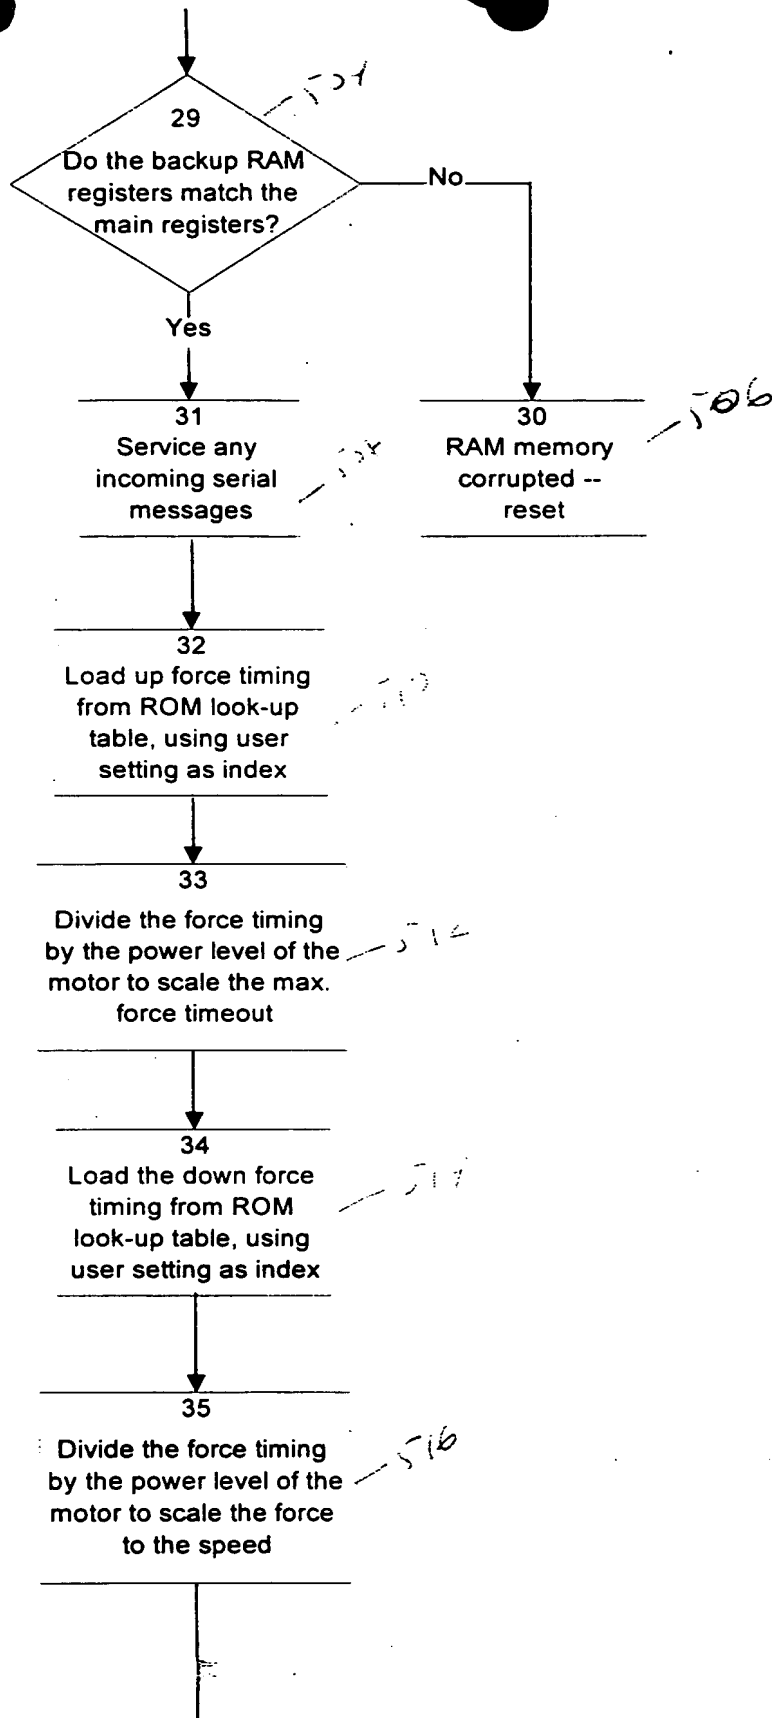 29
Do the backup RAM
registers match the
main registers?
No
Yes
31
Service any
incoming serial
messages
30
RAM memory
corrupted --
reset
506
32
Load up force timing
from ROM look-up
table, using user
setting as index
33
Divide the force timing
by the power level of the
motor to scale the max.
force timeout
512
34
Load the down force
timing from ROM
look-up table, using
user setting as index
35
Divide the force timing
by the power level of the
motor to scale the force
to the speed
516